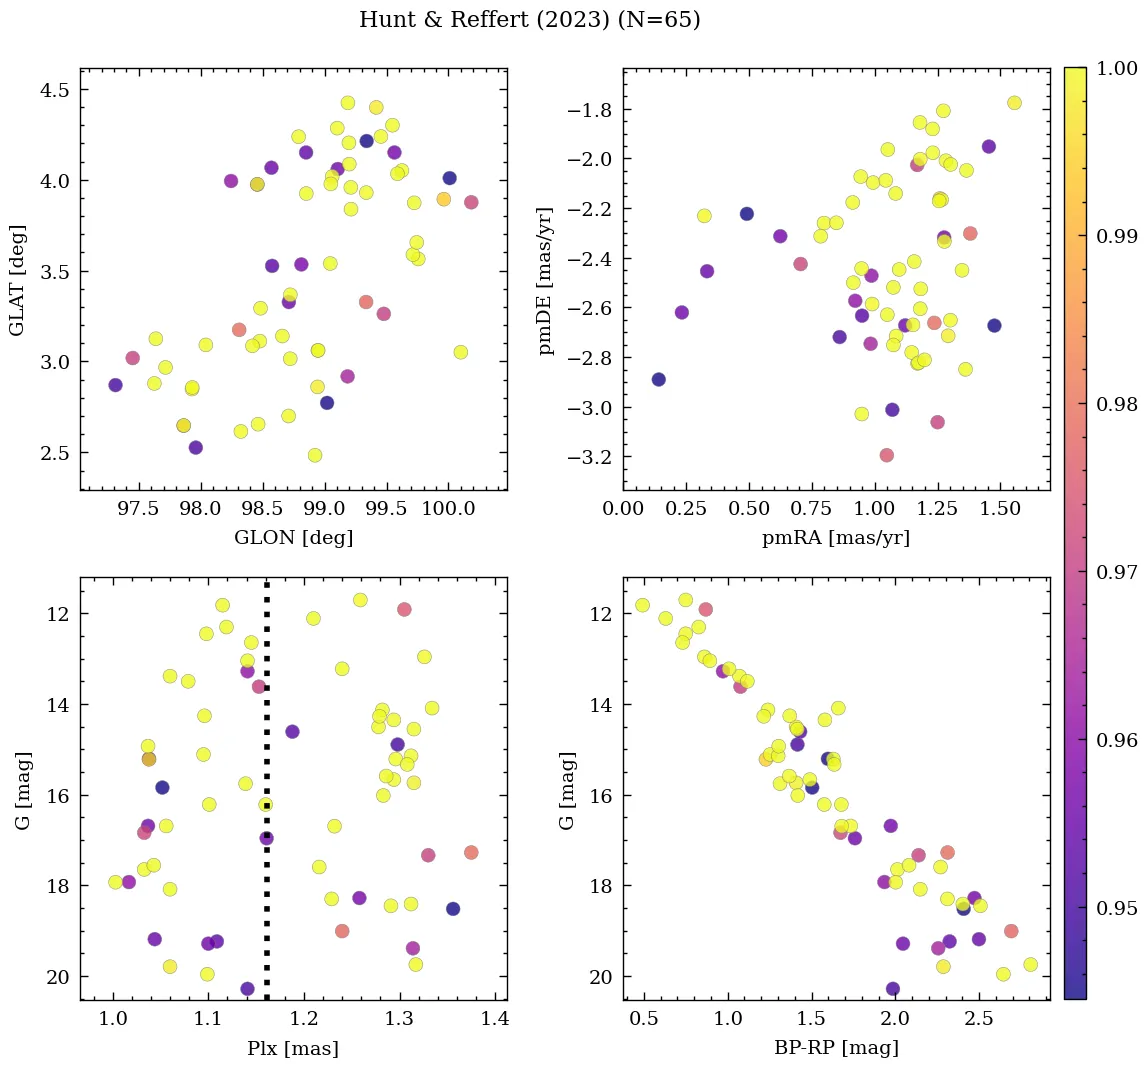 Hunt & Reffert (2023) (N=65)
4.5
4.0
3.5
3.0
2.5
GLAT [deg]
97.5 98.0 98.5 99.0 99.5 100.0
GLON [deg]
−1.8
−2.0
−2.2
−2.4
−2.6
−2.8
−3.0
−3.2
pmDE [mas/yr]
0.00 0.25 0.50 0.75 1.00 1.25 1.50
pmRA [mas/yr]
12
14
16
18
20
G [mag]
1.0 1.1 1.2 1.3 1.4
Plx [mas]
12
14
16
18
20
G [mag]
0.5 1.0 1.5 2.0 2.5
BP-RP [mag]
1.00
0.99
0.98
0.97
0.96
0.95